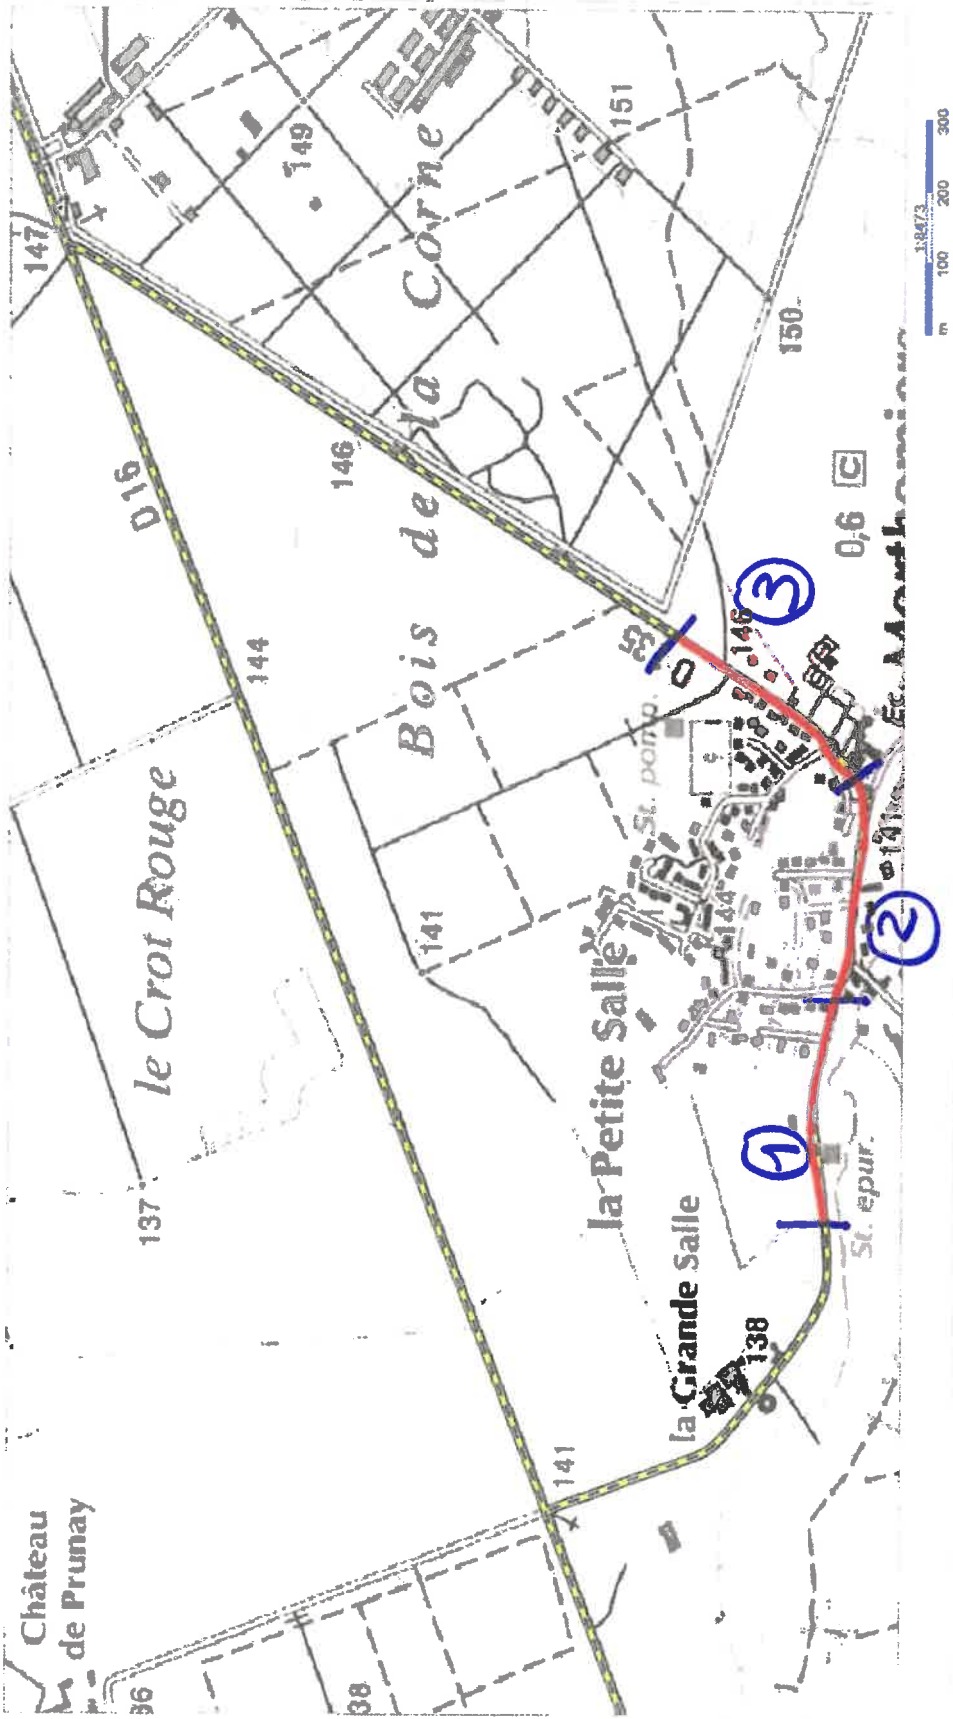 Château
de Prunay
137
le Crot Rouge
144
D 16
147
149
151
Bois de la Corne
146
150
141
141
la Grande Salle
138
la Petite Salle
St. pomp.
144
St. épur.
141
35
146
0,6 C
38
①
②
③
1:8473
m 100 200 300